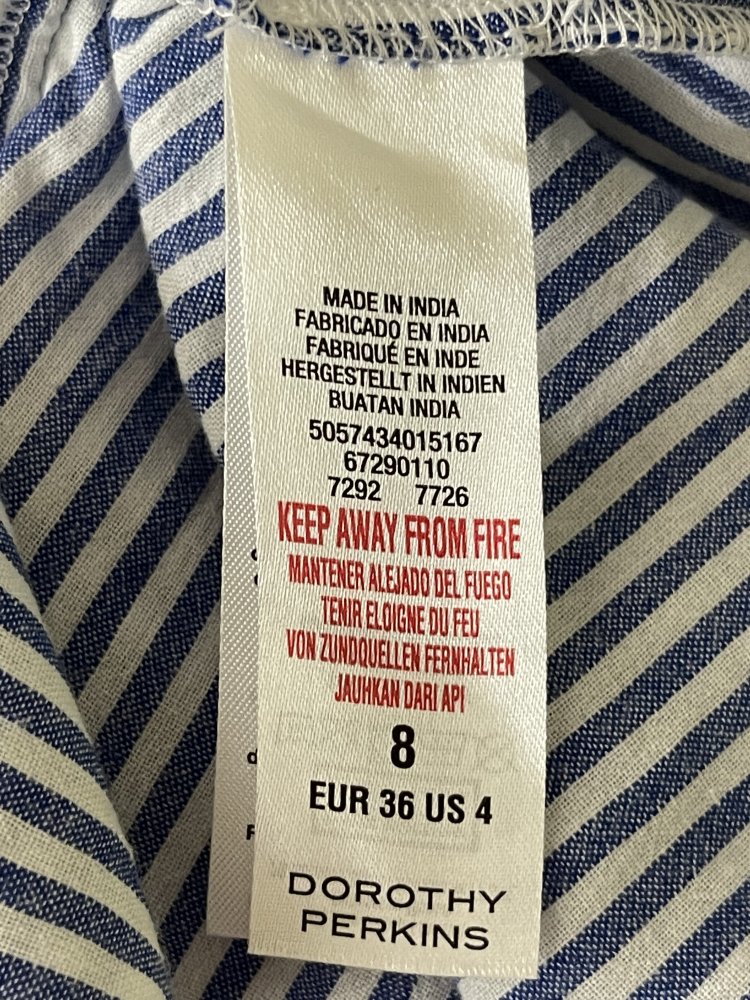 MADE IN INDIA
FABRICADO EN INDIA
FABRIQUÉ EN INDE
HERGESTELLT IN INDIEN
BUATAN INDIA
5057434015167
67290110
7292 7726
KEEP AWAY FROM FIRE
MANTENER ALEJADO DEL FUEGO
TENIR ELOIGNE DU FEU
VON ZUNDQUELLEN FERNHALTEN
JAUHKAN DARI API
8
EUR 36 US 4
DOROTHY
PERKINS